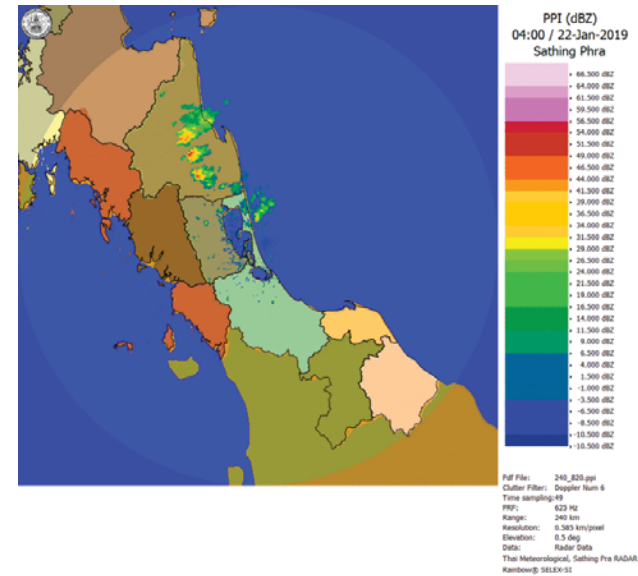 PPI (dBZ)
04:00 / 22-Jan-2019
Sathing Phra
66.500 dBZ
64.000 dBZ
61.500 dBZ
59.500 dBZ
56.500 dBZ
54.000 dBZ
51.500 dBZ
49.000 dBZ
46.500 dBZ
44.000 dBZ
41.500 dBZ
39.000 dBZ
36.500 dBZ
34.000 dBZ
31.500 dBZ
29.000 dBZ
26.500 dBZ
24.000 dBZ
21.500 dBZ
19.000 dBZ
16.500 dBZ
14.000 dBZ
11.500 dBZ
9.000 dBZ
6.500 dBZ
4.000 dBZ
1.500 dBZ
-1.000 dBZ
-3.500 dBZ
-6.500 dBZ
-8.500 dBZ
-10.500 dBZ
-10.500 dBZ
Pdf File: 240_820.ppi
Clutter Filter: Doppler Num 6
Time sampling:49
PRF: 623 Hz
Range: 240 km
Resolution: 0.585 km/pixel
Elevation: 0.5 deg
Data: Radar Data
Thai Meteorological, Sathing Pra RADAR
Rainbow® SELEX-SI